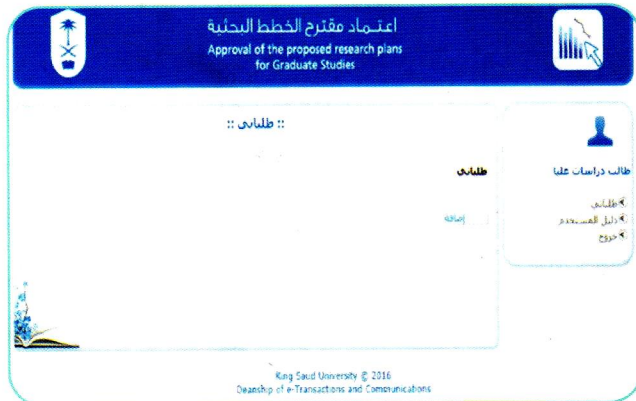 اعتماد مقترح الخطط البحثية
Approval of the proposed research plans
for Graduate Studies
:: طلباتي ::
طالب دراسات عليا
طلباتي
دليل المستخدم
خروج
طلباتي
إضافة
King Saud University © 2016
Deanship of e-Transactions and Communications